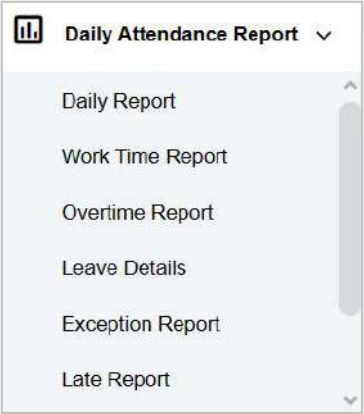 Daily Attendance Report
Daily Report
Work Time Report
Overtime Report
Leave Details
Exception Report
Late Report